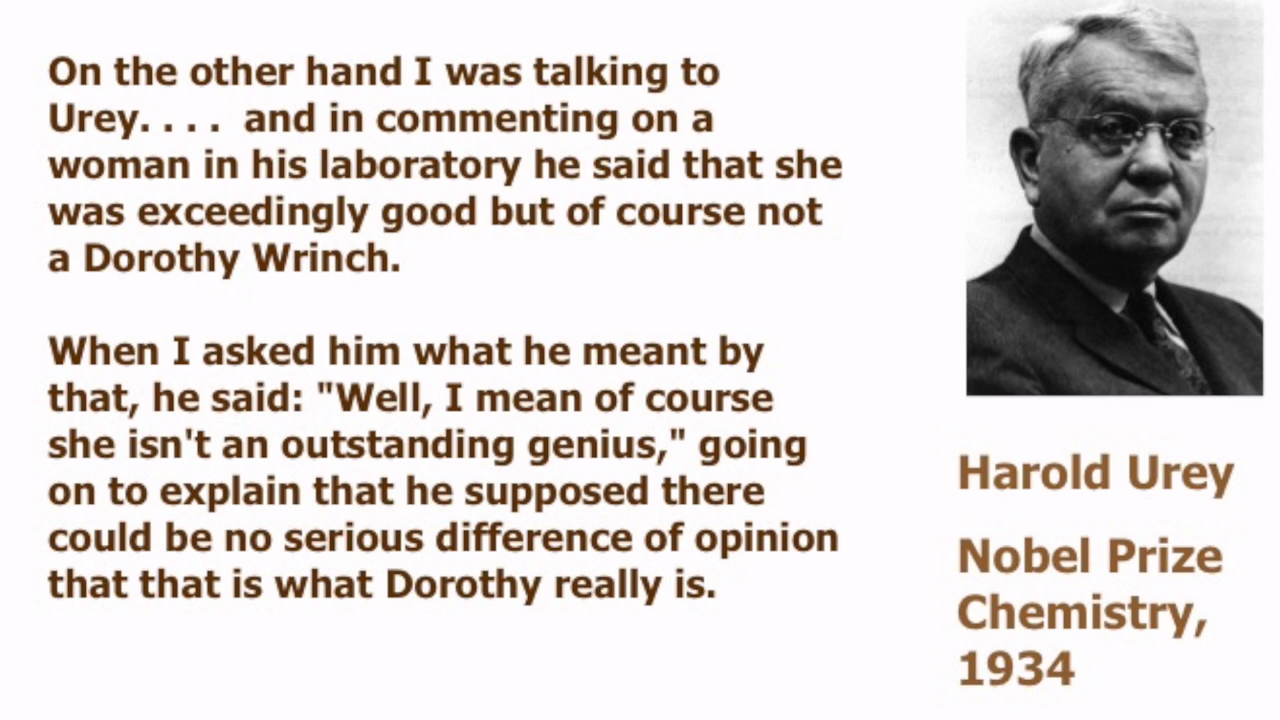 On the other hand I was talking to
Urey. . . .  and in commenting on a
woman in his laboratory he said that she
was exceedingly good but of course not
a Dorothy Wrinch.
When I asked him what he meant by
that, he said: "Well, I mean of course
she isn't an outstanding genius," going
on to explain that he supposed there
could be no serious difference of opinion
that that is what Dorothy really is.
Harold Urey
Nobel Prize
Chemistry,
1934